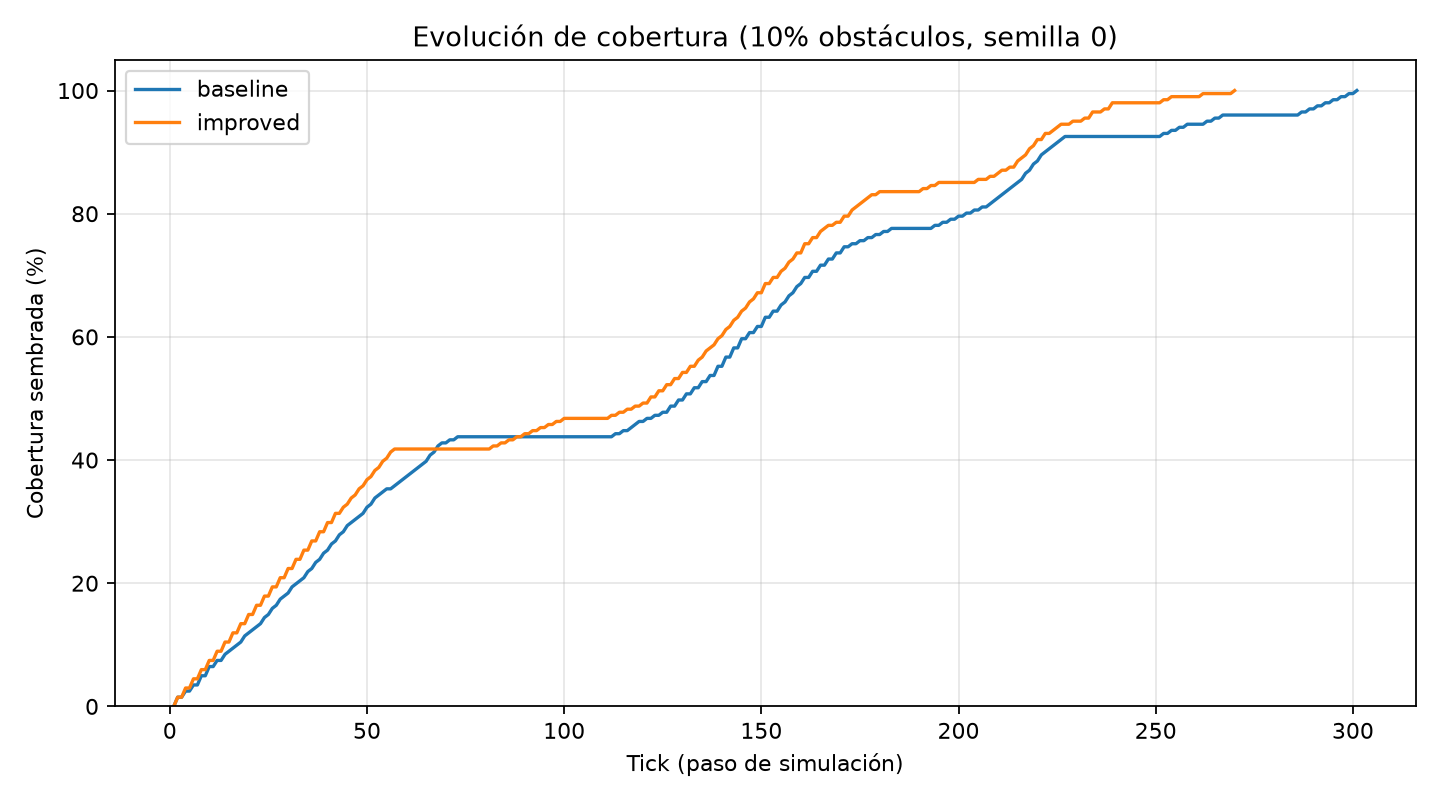 Evolución de cobertura (10% obstáculos, semilla 0)
baseline
improved
100
80
60
40
20
0
Cobertura sembrada (%)
0 50 100 150 200 250 300
Tick (paso de simulación)